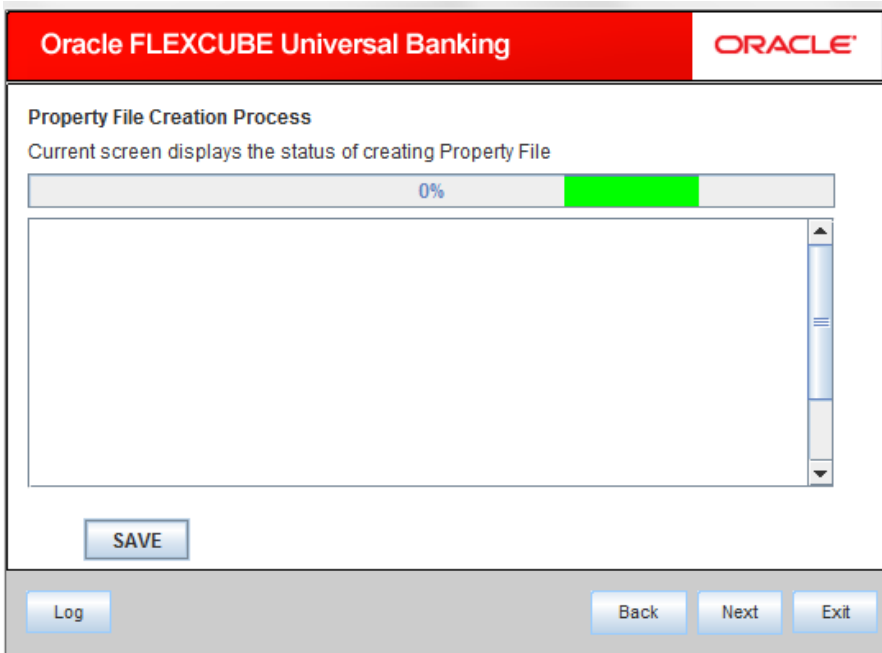 Oracle FLEXCUBE Universal Banking
ORACLE
Property File Creation Process
Current screen displays the status of creating Property File
0%
SAVE
Log
Back
Next
Exit